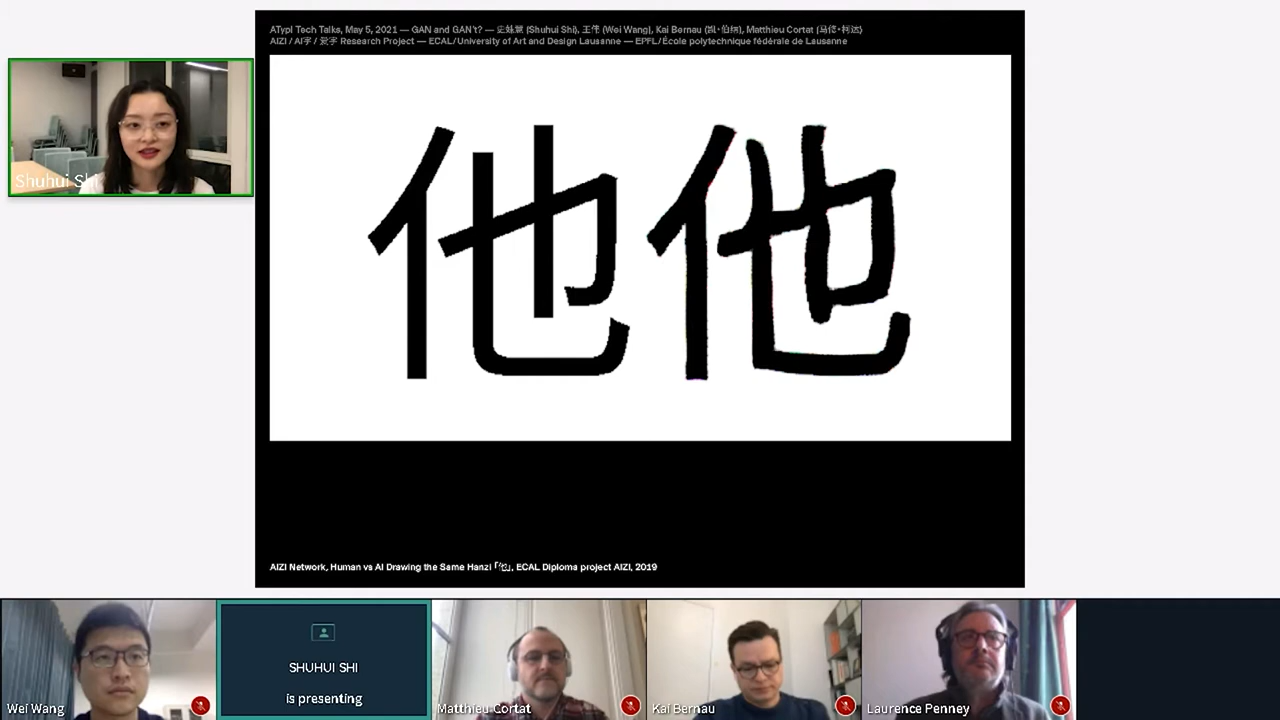 ATypI Tech Talks, May 5, 2021 — GAN and GAN't? — 史姝慧 (Shuhui Shi), 王伟 (Wei Wang), Kai Bernau (凯·伯纳), Matthieu Cortat
AIZI / AI字 / 爱字 Research Project — ECAL/University of Art and Design Lausanne — EPFL/École polytechnique fédérale de Lausanne
Shuhui Shi
他他
AIZI Network, Human vs AI Drawing the Same Hanzi「他」, ECAL Diploma project AIZI, 2019
SHUHUI SHI
is presenting
Wei Wang
Matthieu Cortat
Kai Bernau
Laurence Penney